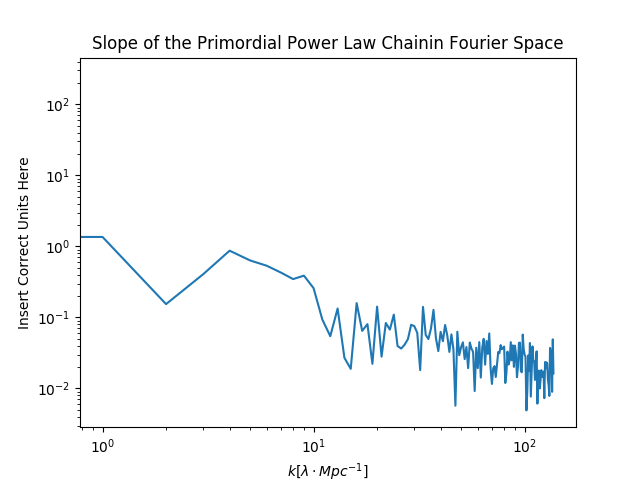 Slope of the Primordial Power Law Chainin Fourier Space
Insert Correct Units Here
10²
10¹
10⁰
10⁻¹
10⁻²
10⁰ 10¹ 10²
k[λ · Mpc⁻¹]